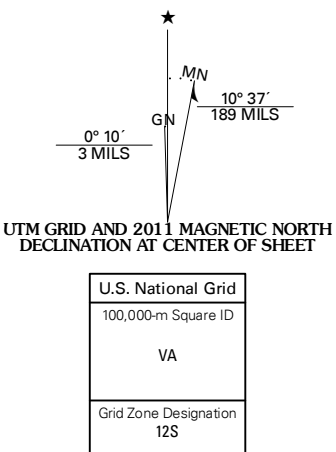 ★
MN
GN
10° 37´
189 MILS
0° 10´
3 MILS
UTM GRID AND 2011 MAGNETIC NORTH
DECLINATION AT CENTER OF SHEET
U.S. National Grid
100,000-m Square ID
VA
Grid Zone Designation
12S